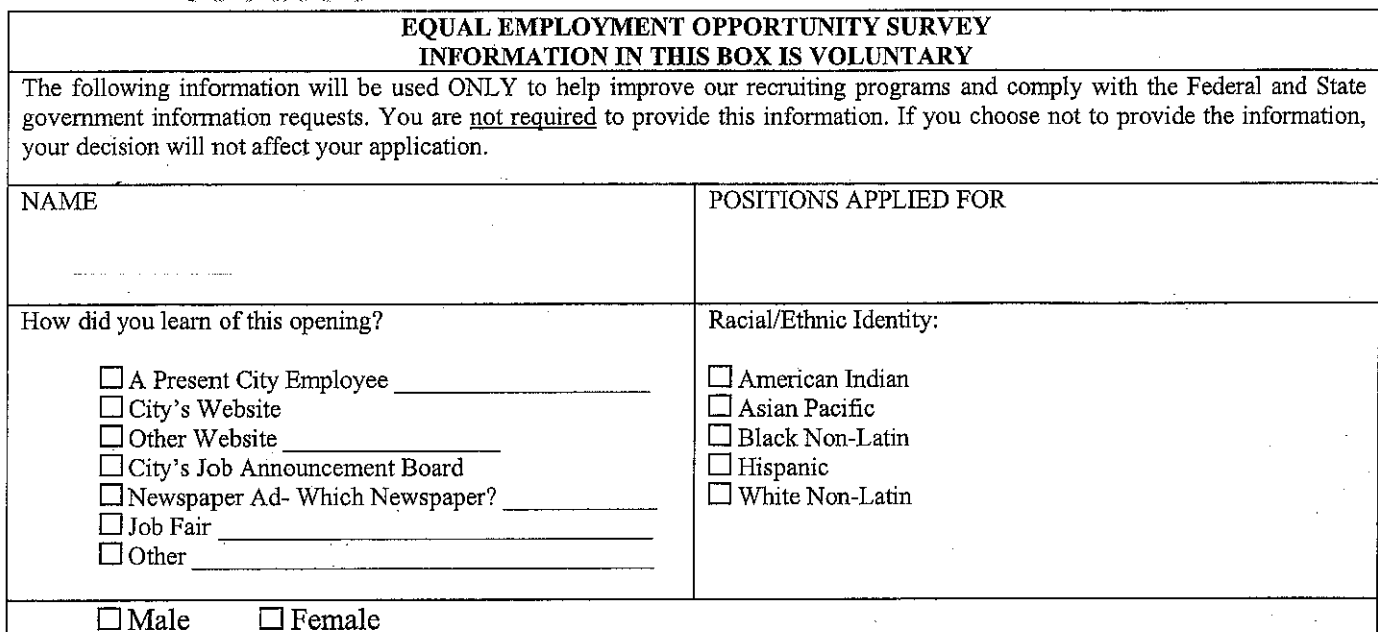 EQUAL EMPLOYMENT OPPORTUNITY SURVEY
INFORMATION IN THIS BOX IS VOLUNTARY
The following information will be used ONLY to help improve our recruiting programs and comply with the Federal and State
government information requests. You are not required to provide this information. If you choose not to provide the information,
your decision will not affect your application.
NAME
POSITIONS APPLIED FOR
How did you learn of this opening?
☐ A Present City Employee
☐ City's Website
☐ Other Website
☐ City's Job Announcement Board
☐ Newspaper Ad- Which Newspaper?
☐ Job Fair
☐ Other
Racial/Ethnic Identity:
☐ American Indian
☐ Asian Pacific
☐ Black Non-Latin
☐ Hispanic
☐ White Non-Latin
☐ Male ☐ Female